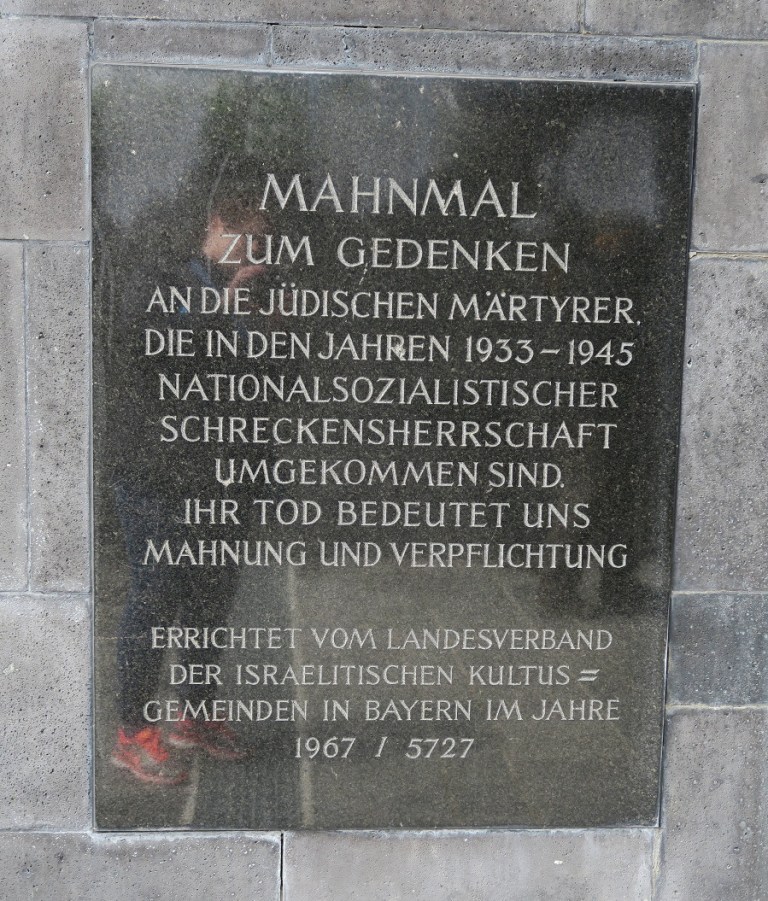 MAHNMAL
ZUM GEDENKEN
AN DIE JÜDISCHEN MÄRTYRER,
DIE IN DEN JAHREN 1933–1945
NATIONALSOZIALISTISCHER
SCHRECKENSHERRSCHAFT
UMGEKOMMEN SIND.
IHR TOD BEDEUTET UNS
MAHNUNG UND VERPFLICHTUNG
ERRICHTET VOM LANDESVERBAND
DER ISRAELITISCHEN KULTUS=
GEMEINDEN IN BAYERN IM JAHRE
1967 / 5727